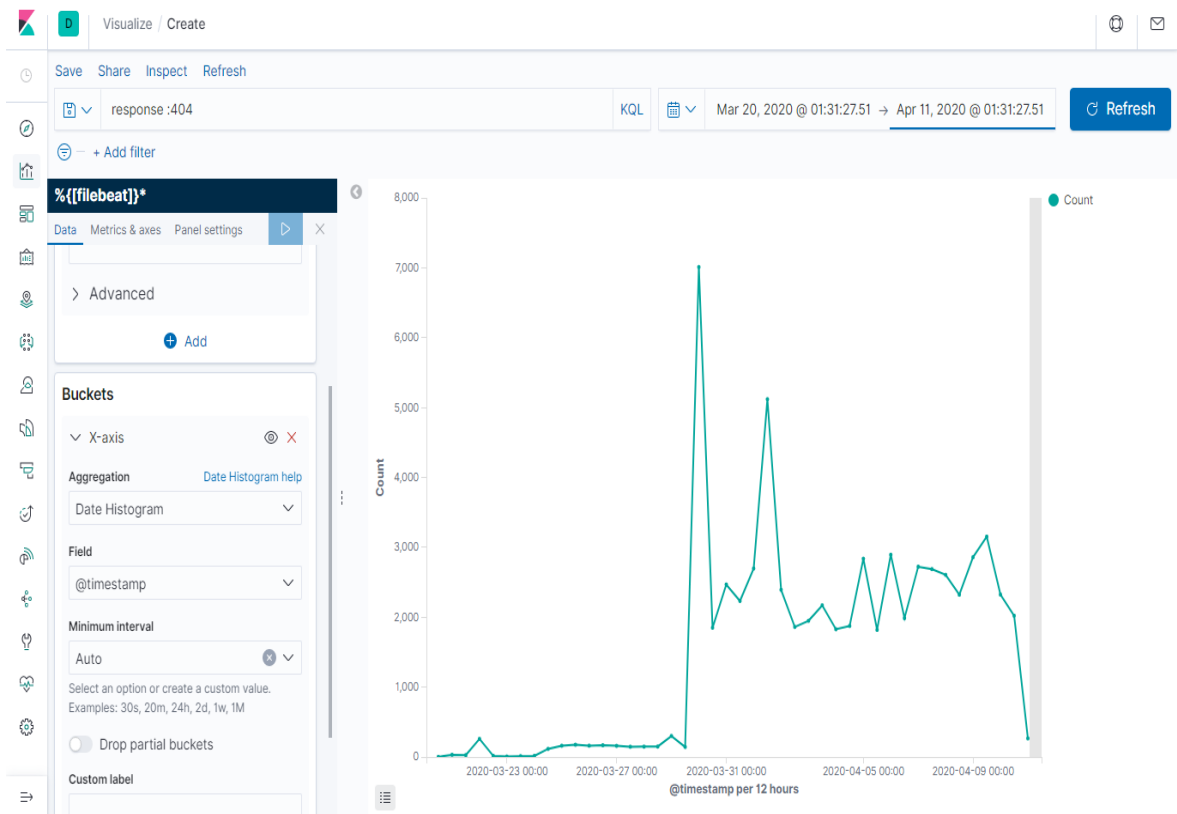 D Visualize / Create
Save Share Inspect Refresh
response :404 KQL Mar 20, 2020 @ 01:31:27.51 → Apr 11, 2020 @ 01:31:27.51 Refresh
+ Add filter
%{[filebeat]}*
Data Metrics & axes Panel settings
Advanced
Add
Buckets
X-axis
Aggregation Date Histogram help
Date Histogram
Field
@timestamp
Minimum interval
Auto
Select an option or create a custom value.
Examples: 30s, 20m, 24h, 2d, 1w, 1M
Drop partial buckets
Custom label
Count
8,000
7,000
6,000
5,000
4,000
3,000
2,000
1,000
0
Count
2020-03-23 00:00 2020-03-27 00:00 2020-03-31 00:00 2020-04-05 00:00 2020-04-09 00:00
@timestamp per 12 hours